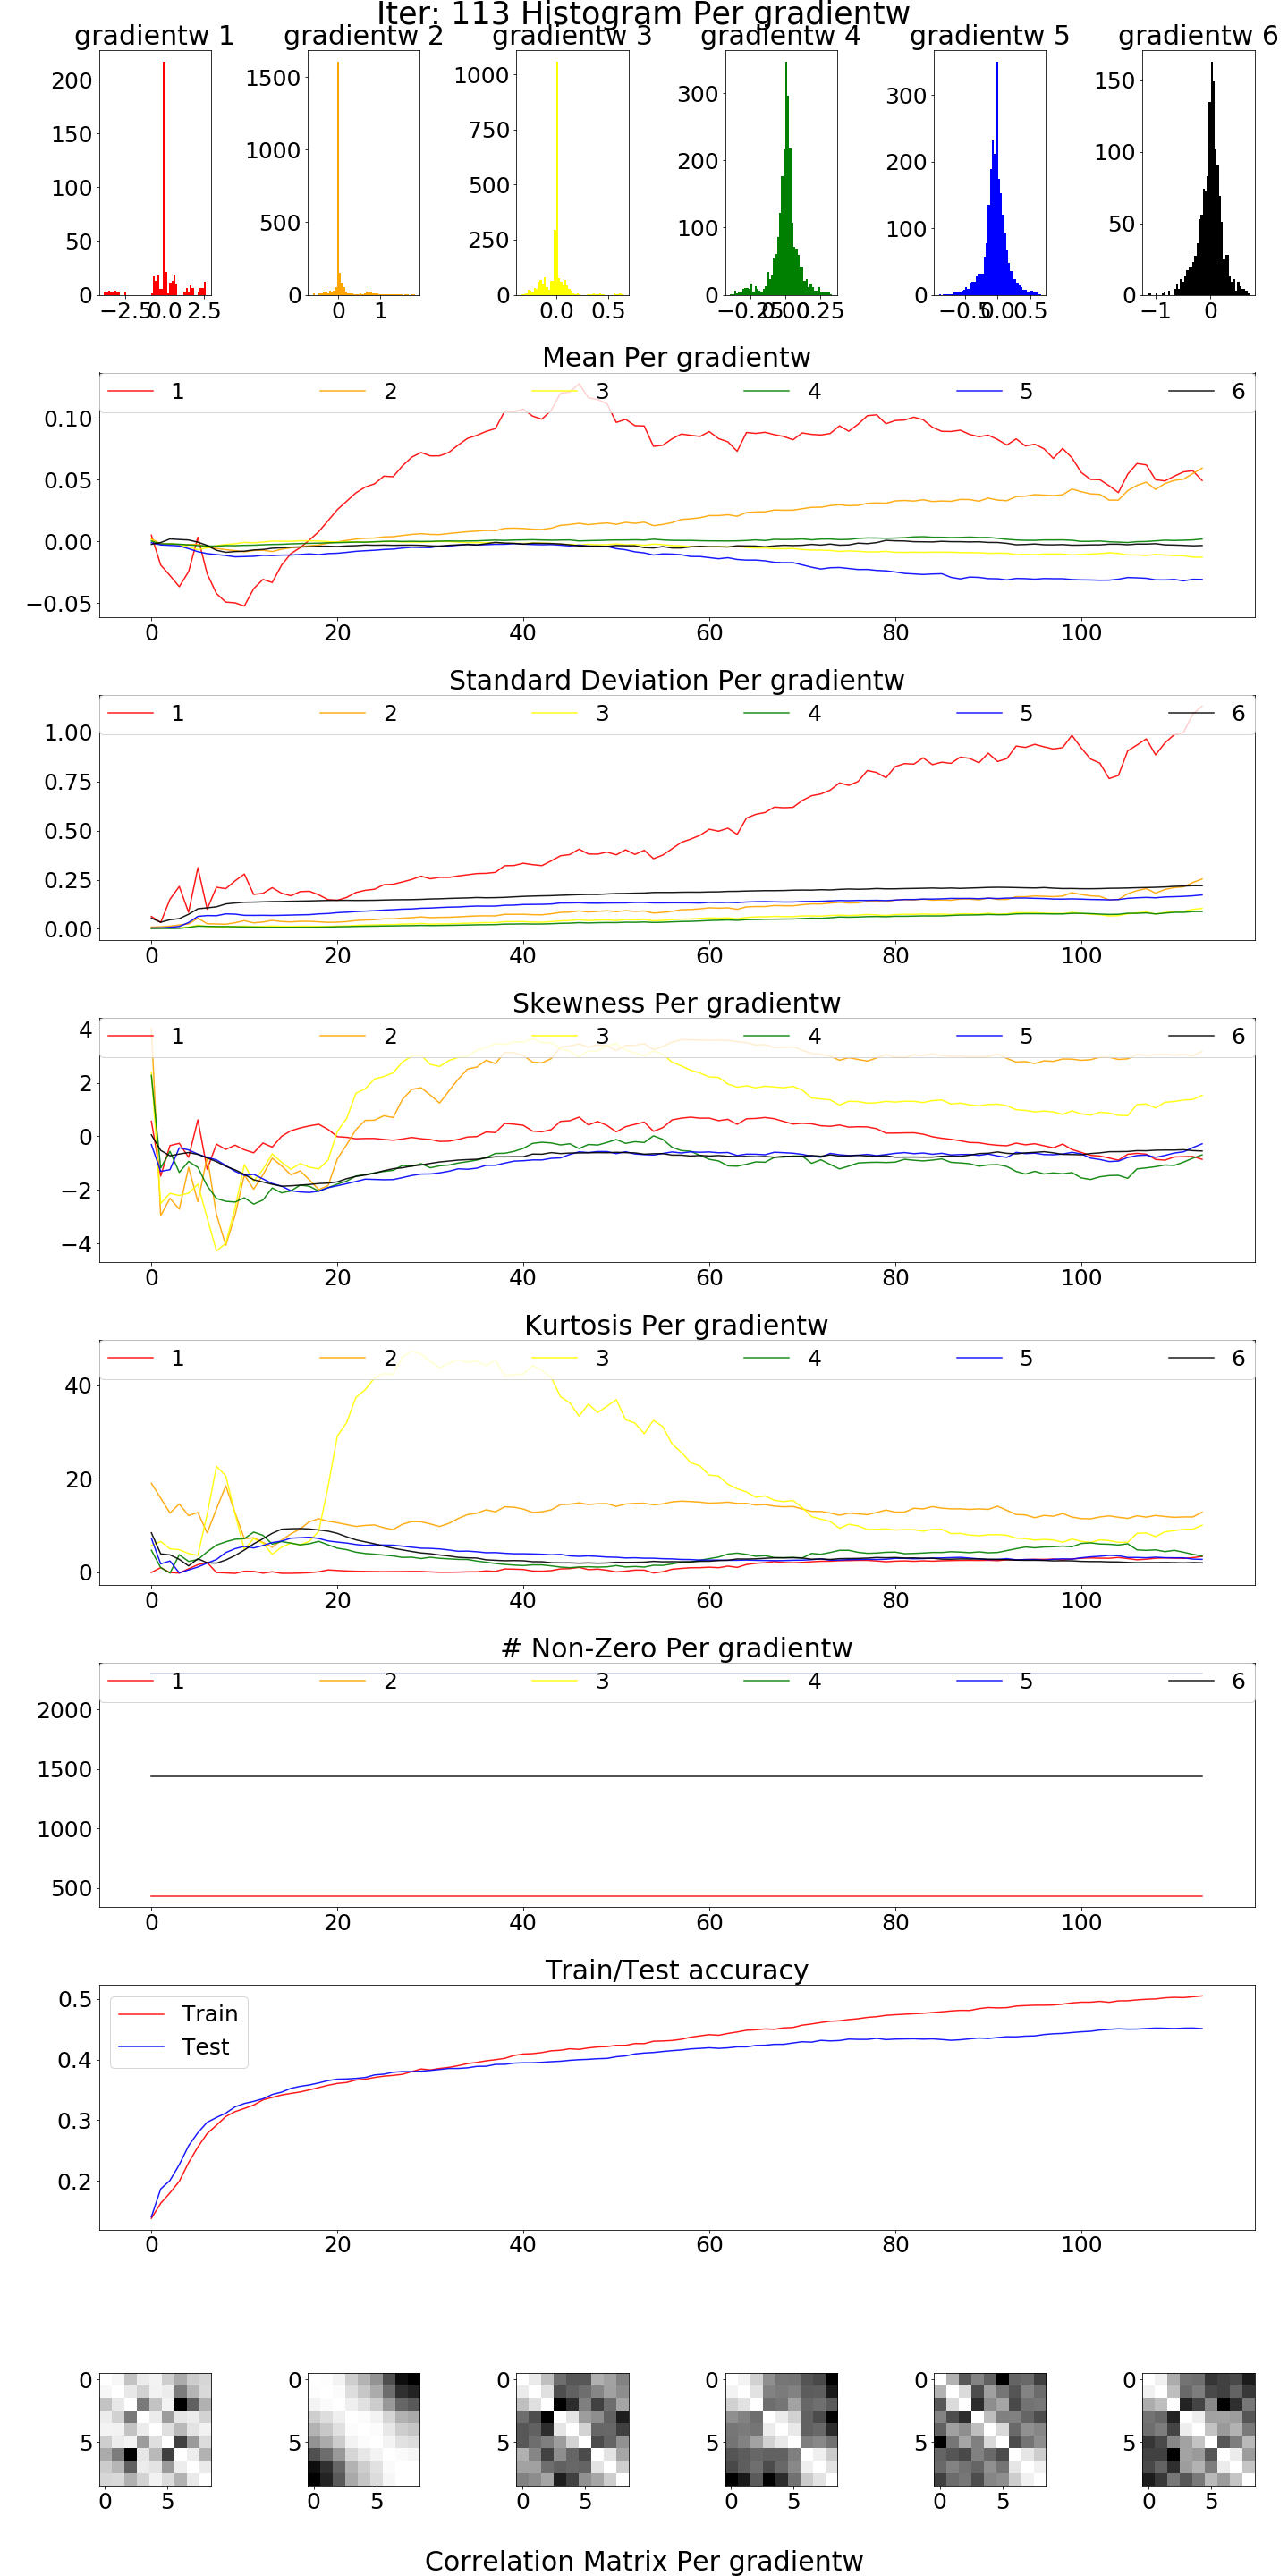 Iter: 113 Histogram Per gradientw
gradientw 1 gradientw 2 gradientw 3 gradientw 4 gradientw 5 gradientw 6
200 1500 1000 300 300 150
150 1000 750 200 200 100
100 500 500 100 100 50
50 250
0 0 0 0 0 0
−2.5 0.0 2.5 0 1 0.0 0.5 −0.25 0.00 0.25 −0.5 0.0 0.5 −1 0
Mean Per gradientw
1 2 3 4 5 6
0.10
0.05
0.00
−0.05
0 20 40 60 80 100
Standard Deviation Per gradientw
1 2 3 4 5 6
1.00
0.75
0.50
0.25
0.00
0 20 40 60 80 100
Skewness Per gradientw
4 1 2 3 4 5 6
2
0
−2
−4
0 20 40 60 80 100
Kurtosis Per gradientw
1 2 3 4 5 6
40
20
0
0 20 40 60 80 100
# Non-Zero Per gradientw
1 2 3 4 5 6
2000
1500
1000
500
0 20 40 60 80 100
Train/Test accuracy
0.5 Train
Test
0.4
0.3
0.2
0 20 40 60 80 100
0 0 0 0 0 0
5 5 5 5 5 5
0 5 0 5 0 5 0 5 0 5 0 5
Correlation Matrix Per gradientw